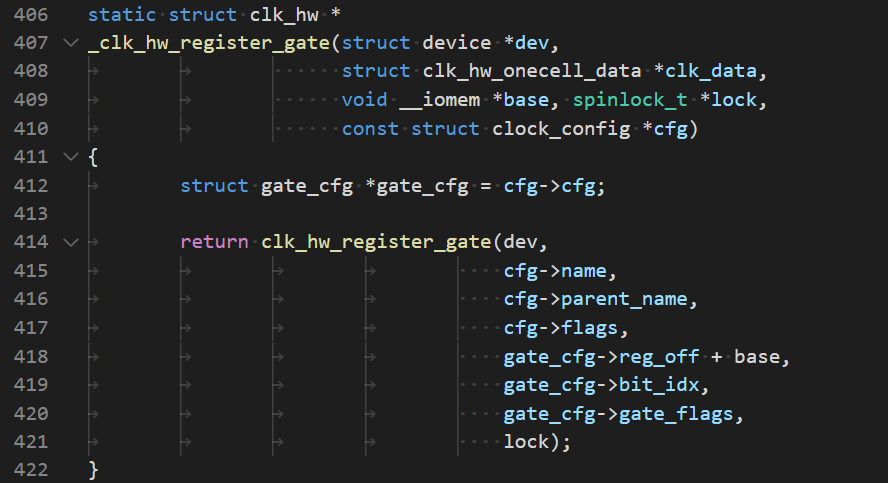 406 static struct clk_hw *
407 _clk_hw_register_gate(struct device *dev,
408 struct clk_hw_onecell_data *clk_data,
409 void __iomem *base, spinlock_t *lock,
410 const struct clock_config *cfg)
411 {
412 struct gate_cfg *gate_cfg = cfg->cfg;
413
414 return clk_hw_register_gate(dev,
415 cfg->name,
416 cfg->parent_name,
417 cfg->flags,
418 gate_cfg->reg_off + base,
419 gate_cfg->bit_idx,
420 gate_cfg->gate_flags,
421 lock);
422 }